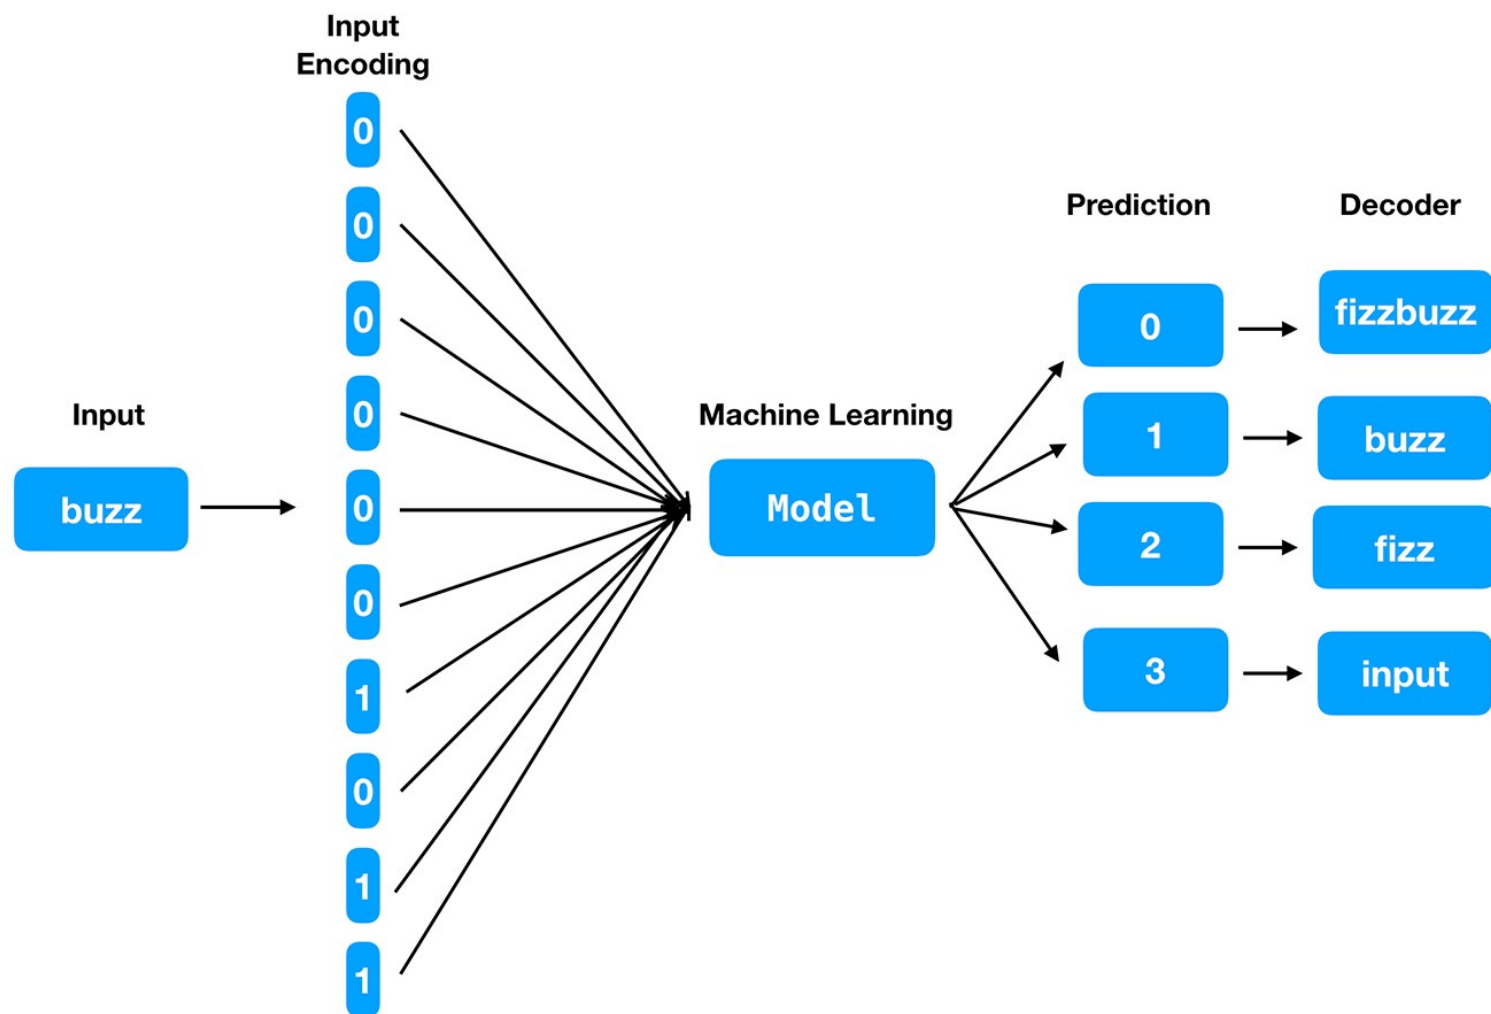 Input
Encoding
0
0
0
0
0
0
1
0
1
1
Input
buzz
Machine Learning
Model
Prediction
0
1
2
3
Decoder
fizzbuzz
buzz
fizz
input